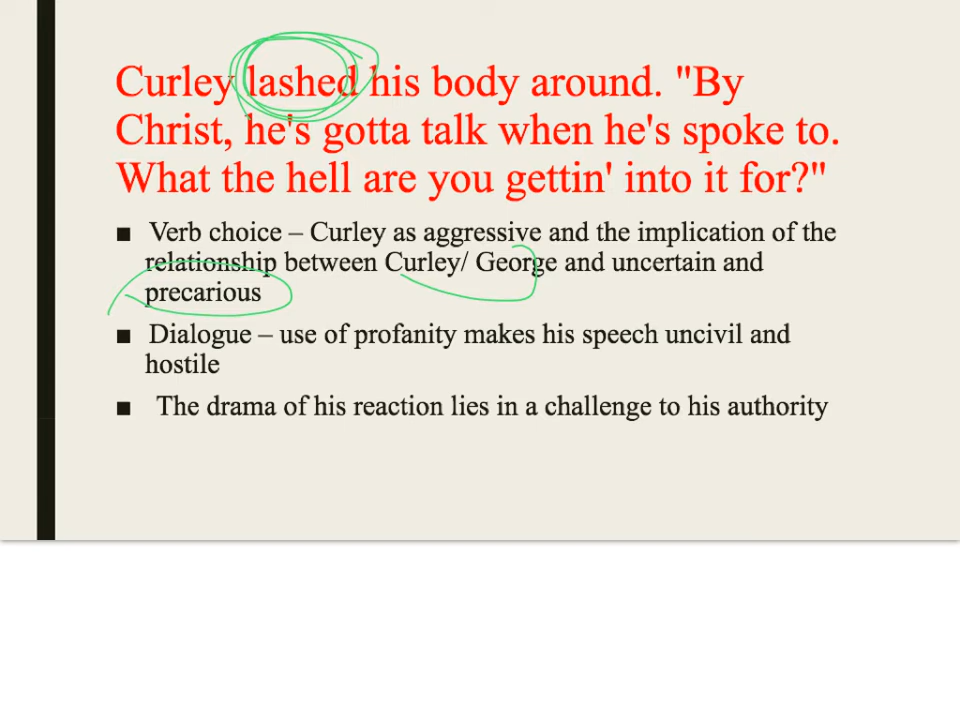 Curley lashed his body around. "By
Christ, he's gotta talk when he's spoke to.
What the hell are you gettin' into it for?"
■ Verb choice – Curley as aggressive and the implication of the
relationship between Curley/ George and uncertain and
precarious
■ Dialogue – use of profanity makes his speech uncivil and
hostile
■ The drama of his reaction lies in a challenge to his authority